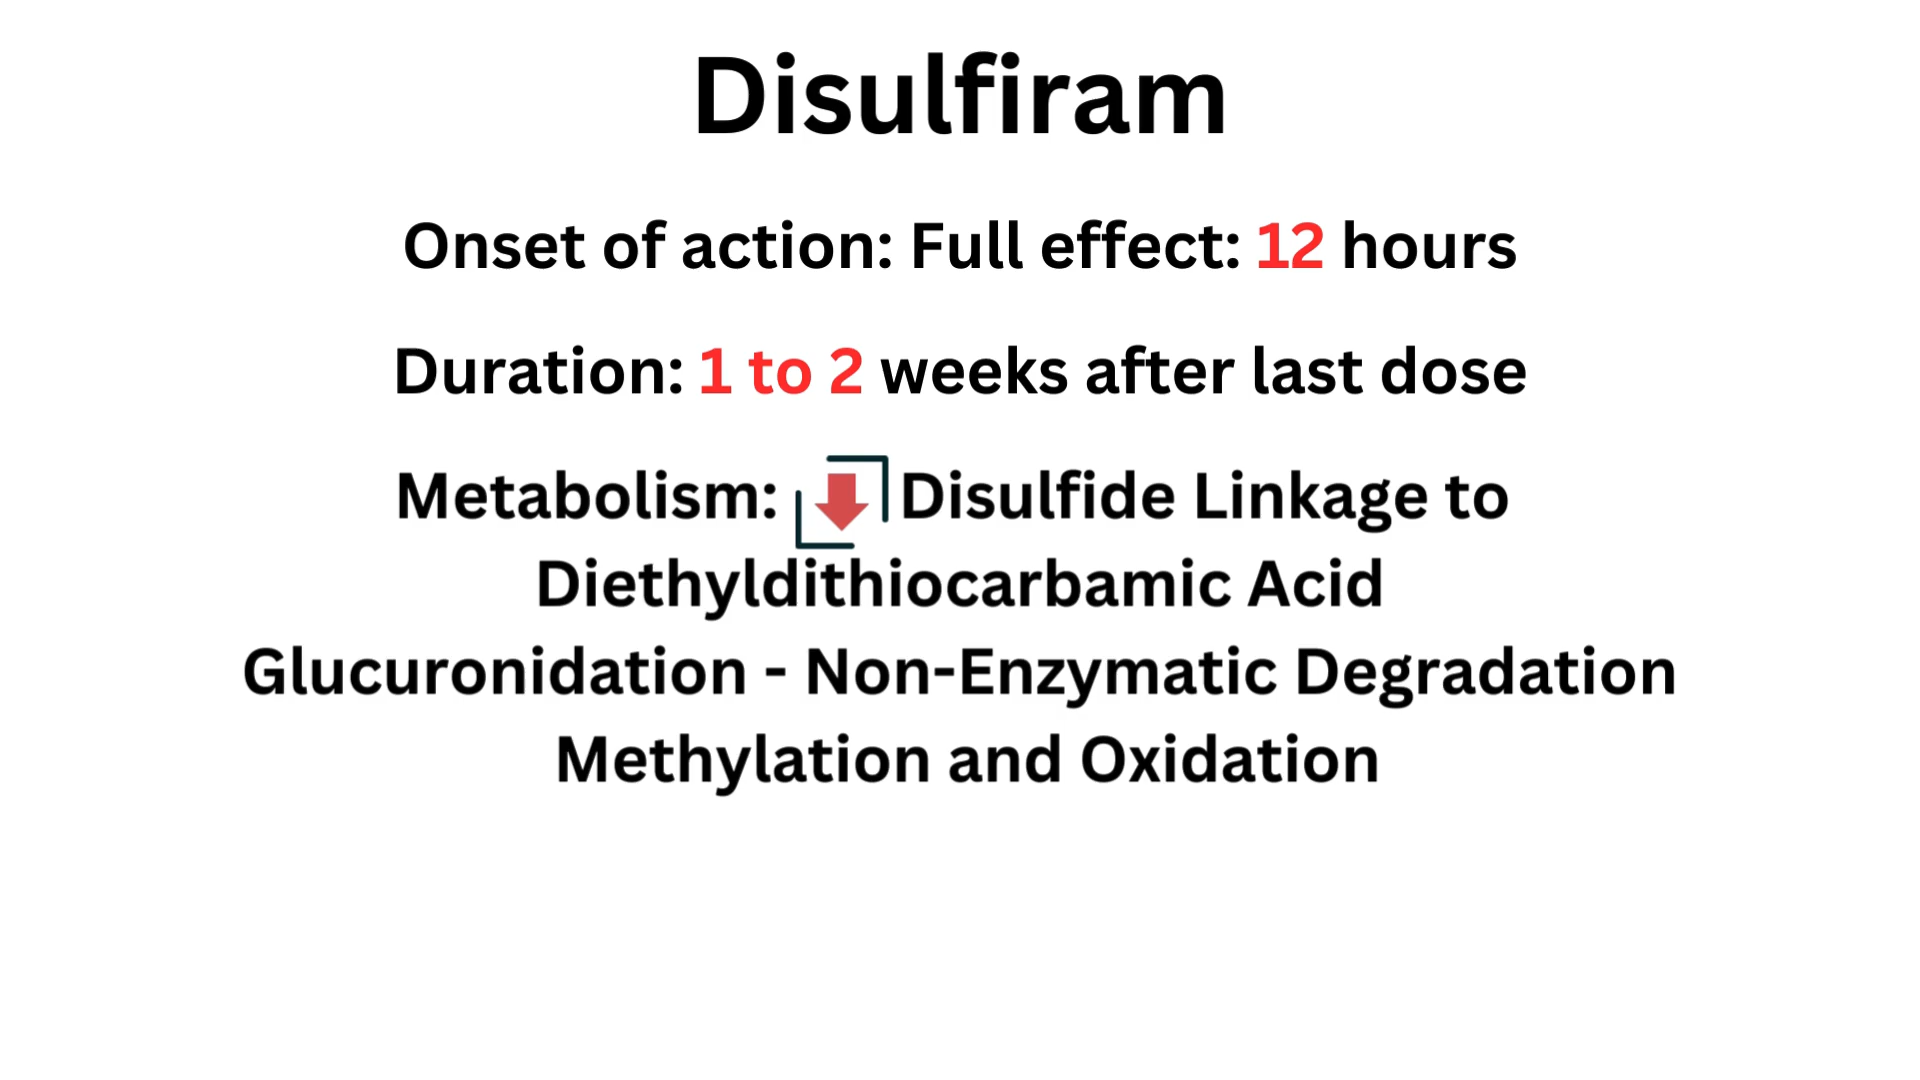 Disulfiram
Onset of action: Full effect: 12 hours
Duration: 1 to 2 weeks after last dose
Metabolism: Disulfide Linkage to
Diethyldithiocarbamic Acid
Glucuronidation - Non-Enzymatic Degradation
Methylation and Oxidation